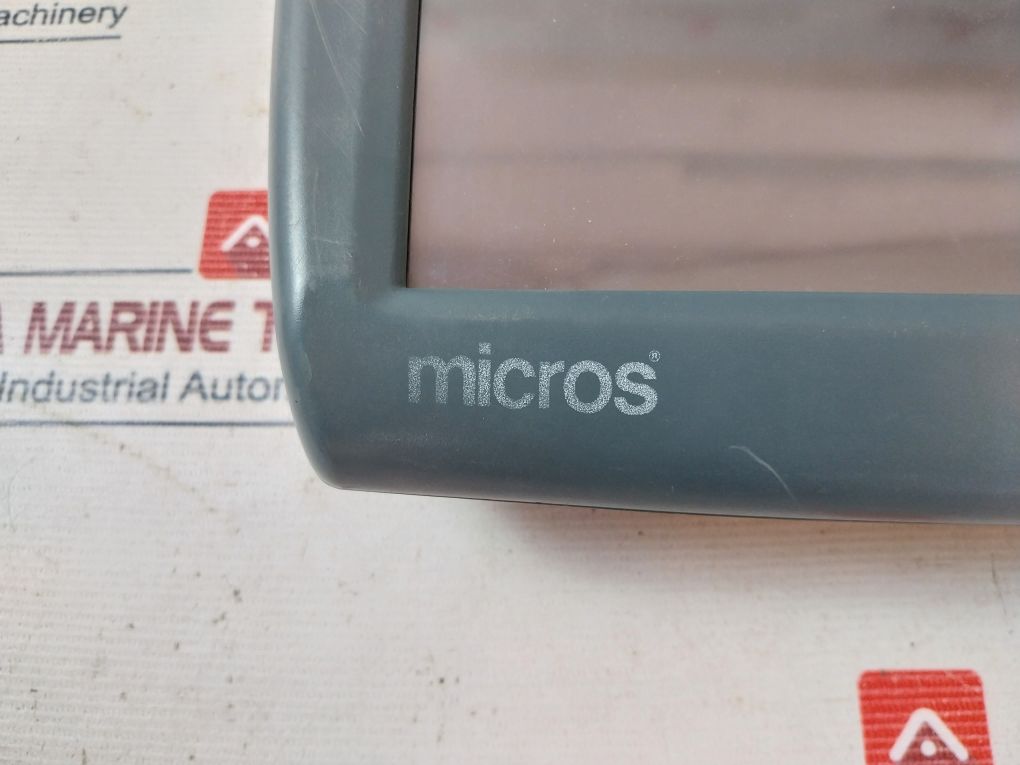 achinery
MARINE T
Industrial Autor
micros®